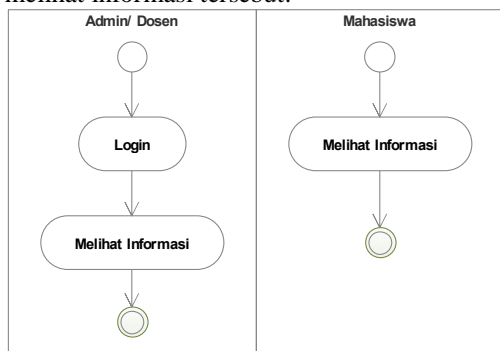 melihat informasi tersebut.
Admin/ Dosen
Mahasiswa
Login
Melihat Informasi
Melihat Informasi